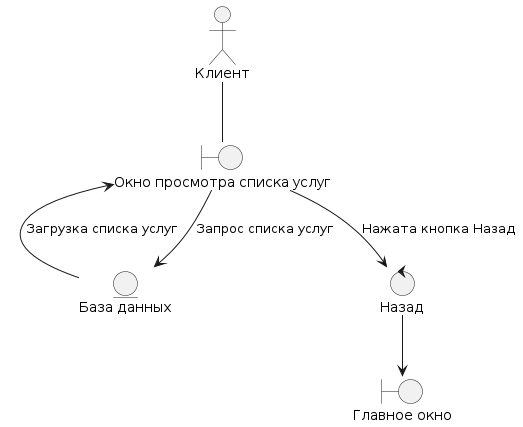 Клиент
Окно просмотра списка услуг
Загрузка списка услуг
Запрос списка услуг
Нажата кнопка Назад
База данных
Назад
Главное окно